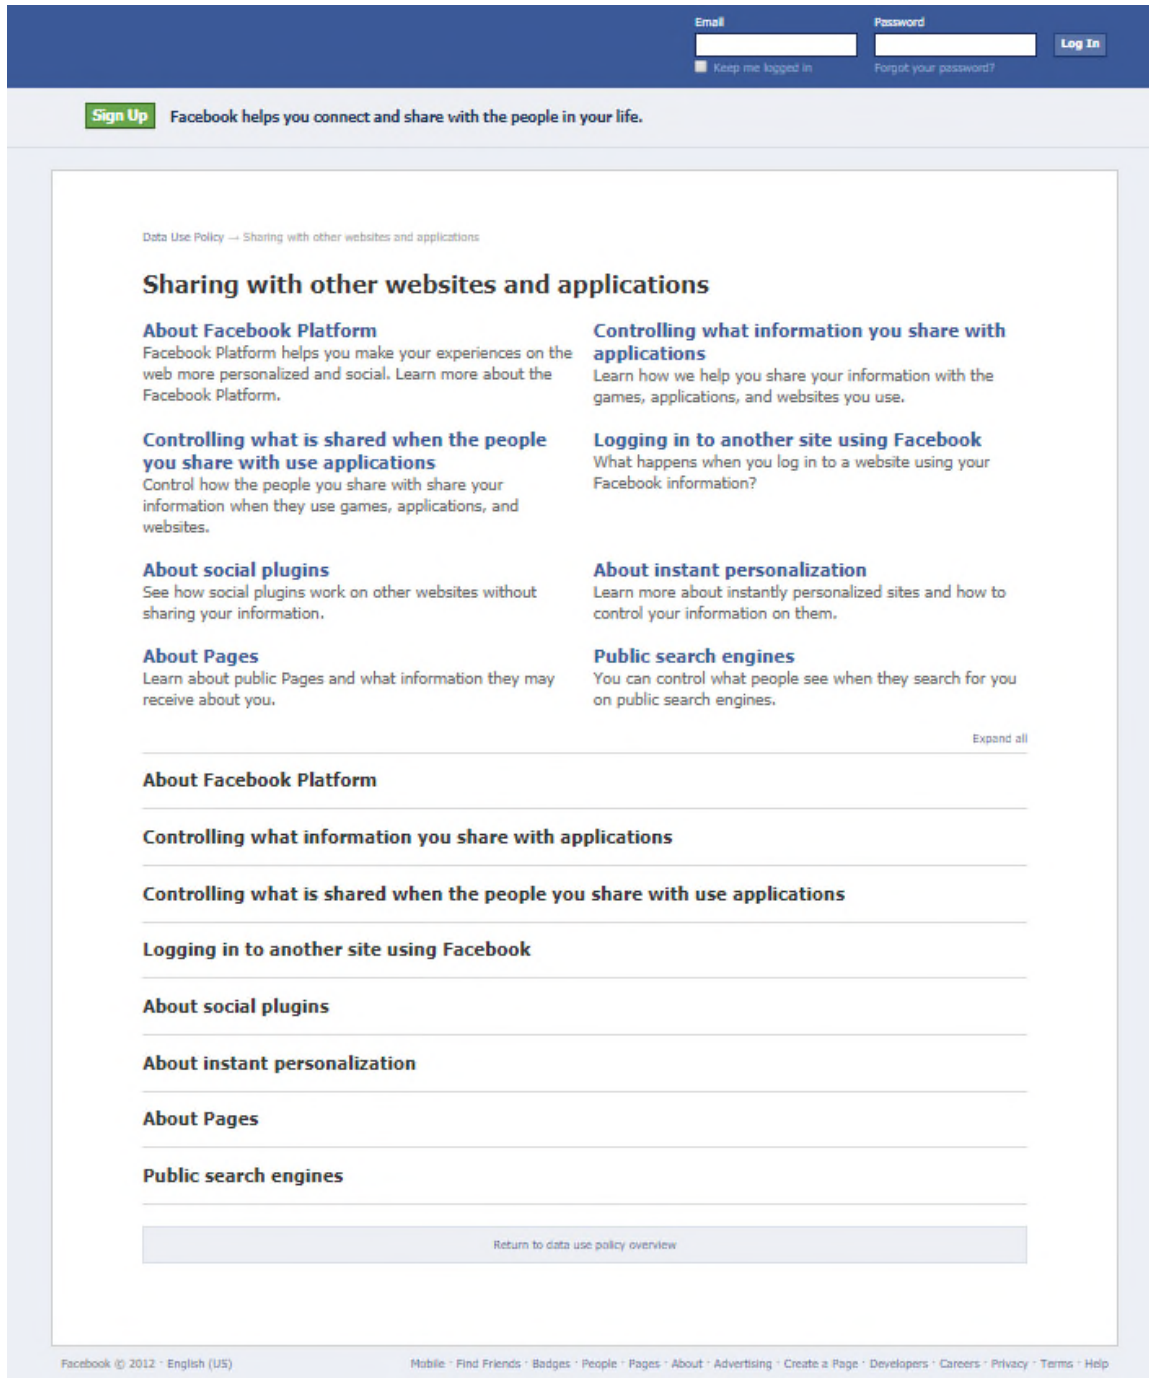 Email
Password
Log In
Keep me logged in
Forgot your password?
Sign Up
Facebook helps you connect and share with the people in your life.
Data Use Policy → Sharing with other websites and applications
Sharing with other websites and applications
About Facebook Platform
Facebook Platform helps you make your experiences on the
web more personalized and social. Learn more about the
Facebook Platform.
Controlling what information you share with
applications
Learn how we help you share your information with the
games, applications, and websites you use.
Controlling what is shared when the people
you share with use applications
Control how the people you share with share your
information when they use games, applications, and
websites.
Logging in to another site using Facebook
What happens when you log in to a website using your
Facebook information?
About social plugins
See how social plugins work on other websites without
sharing your information.
About instant personalization
Learn more about instantly personalized sites and how to
control your information on them.
About Pages
Learn about public Pages and what information they may
receive about you.
Public search engines
You can control what people see when they search for you
on public search engines.
Expand all
About Facebook Platform
Controlling what information you share with applications
Controlling what is shared when the people you share with use applications
Logging in to another site using Facebook
About social plugins
About instant personalization
About Pages
Public search engines
Return to data use policy overview
Facebook © 2012 · English (US)
Mobile · Find Friends · Badges · People · Pages · About · Advertising · Create a Page · Developers · Careers · Privacy · Terms · Help